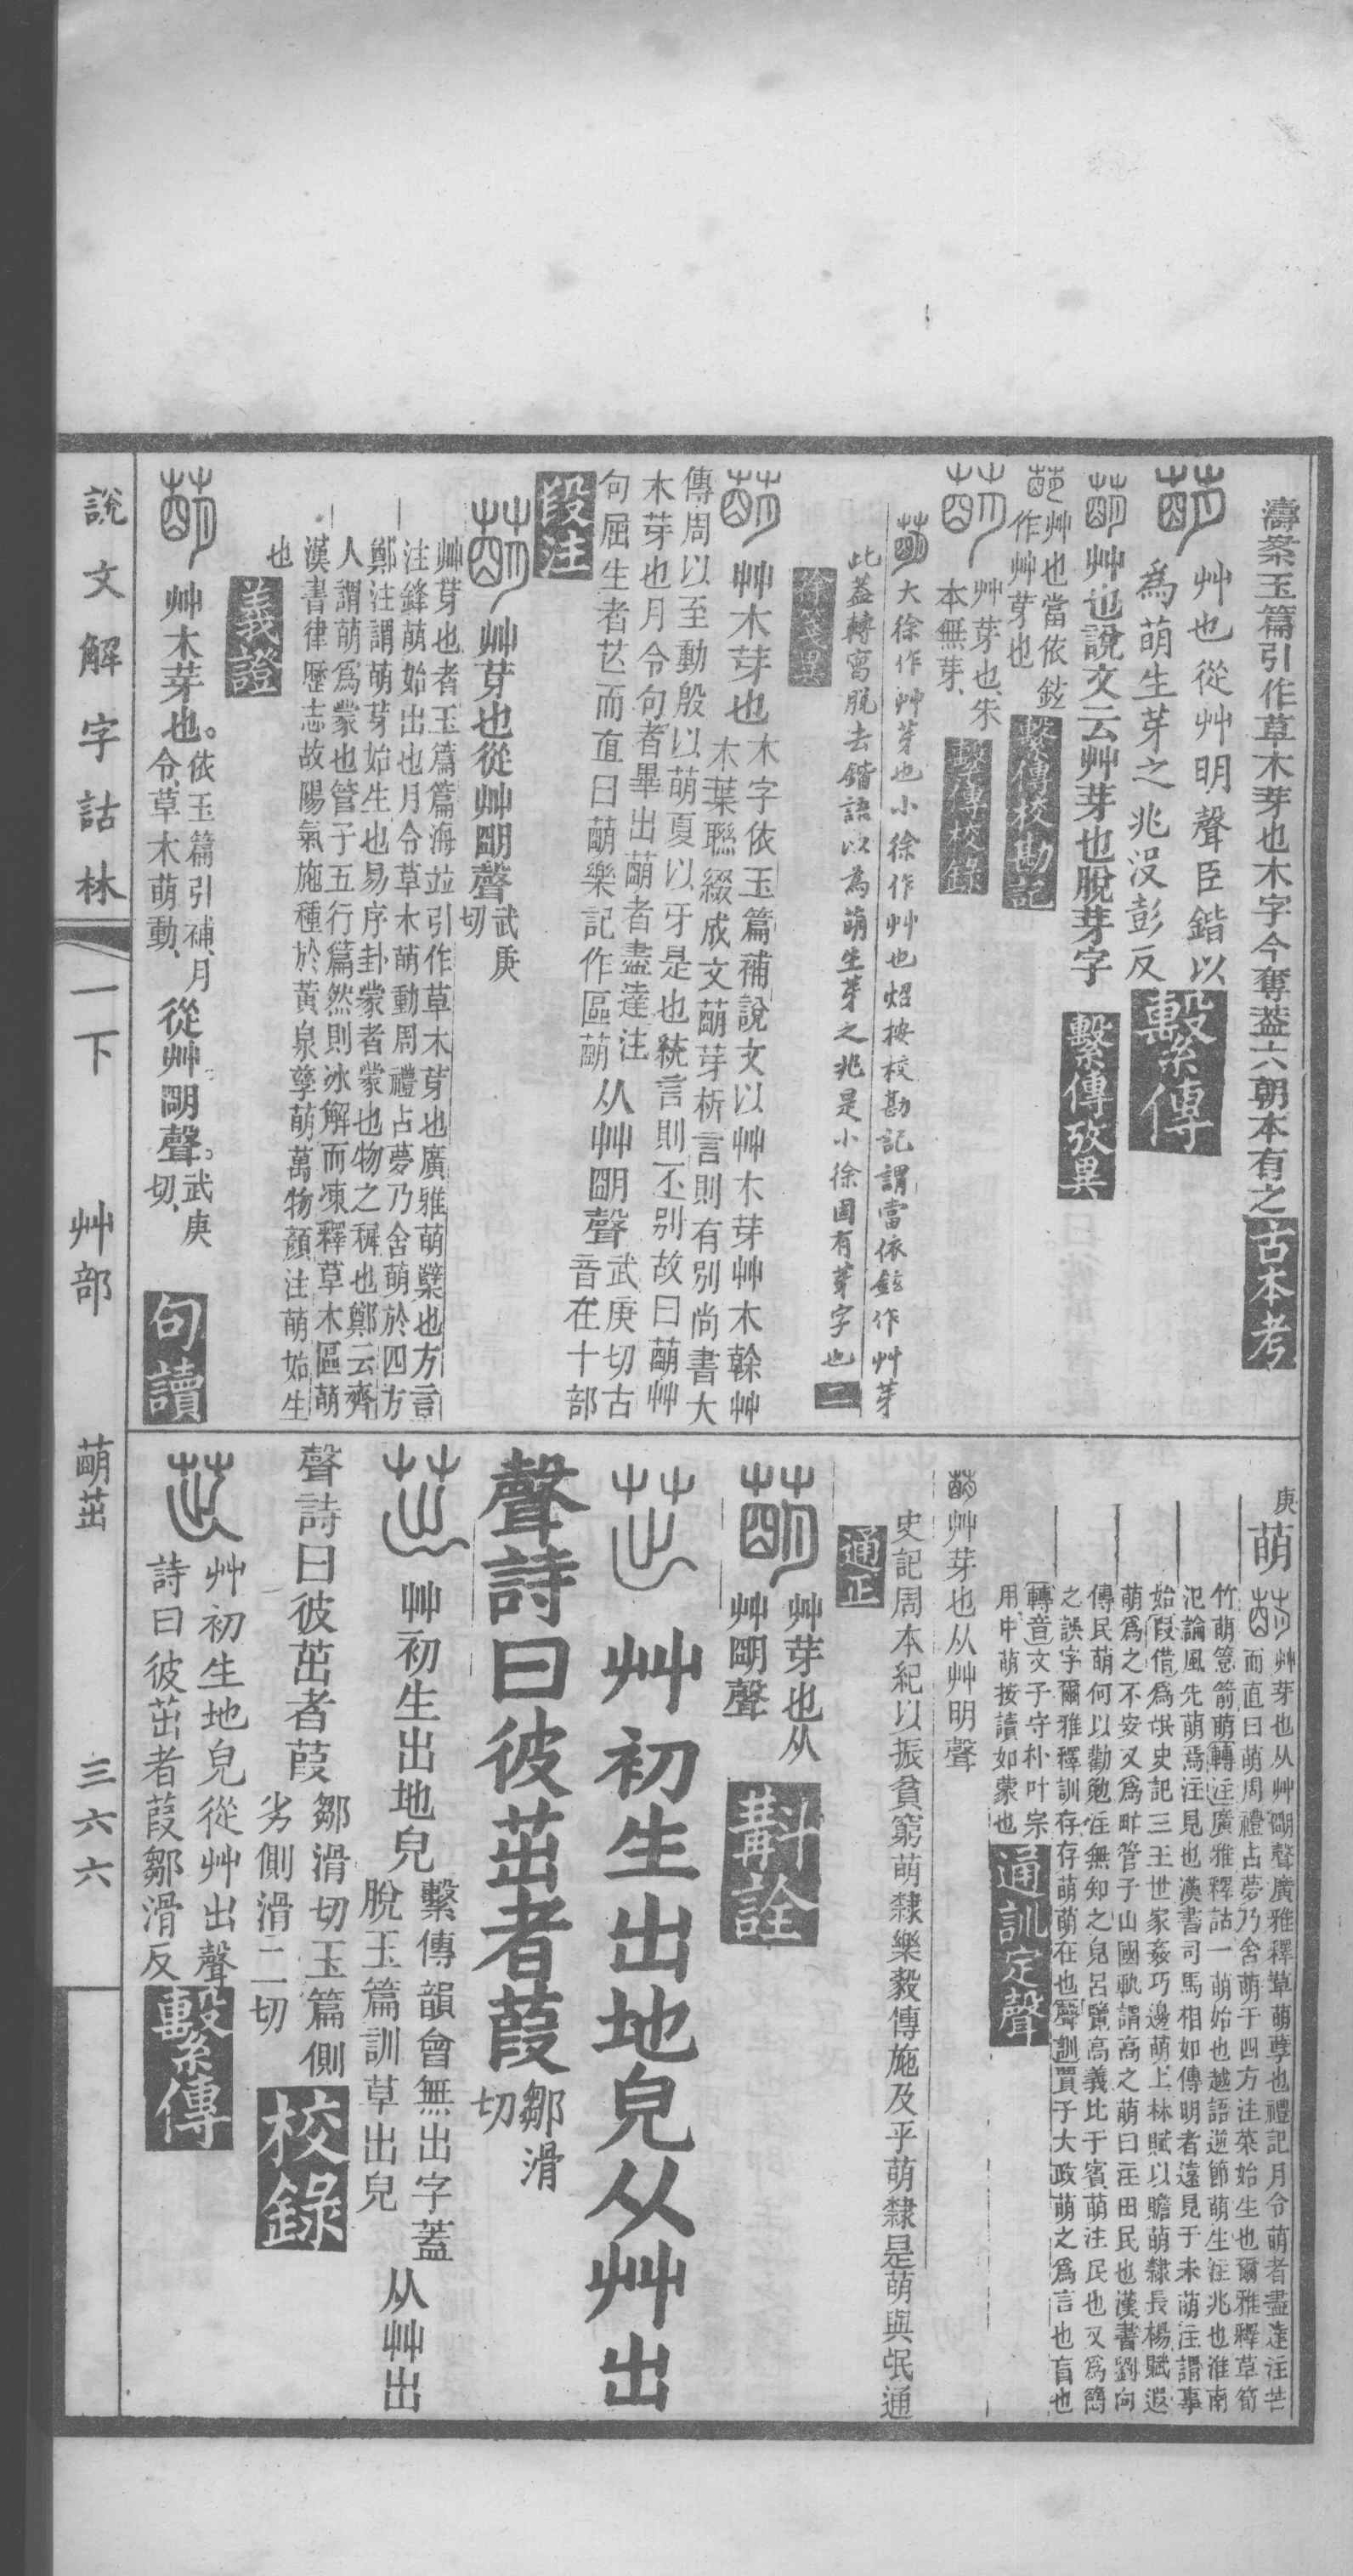 濤案玉篇引作草木芽也木字今奪葢六朝本有之古本考
艸也從艸明聲臣鍇以
為萌生芽之兆没彭反
繫傳
艸也說文云艸芽也脫芽字
繫傳攷異
艸也當依鉉
作艸芽也
繫傳校勘記
艸芽也、朱
本無芽、
繫傳校錄
大徐作艸芽也小徐作艸也炤按校勘記謂當依鉉作艸芽
此葢轉寫脫去鍇語以為萌生芽之兆是小徐固有芽字也二
徐箋異
艸木芽也
木字依玉篇補說文以艸木芽艸木榦艸
木葉聮綴成文萌芽析言則有別尚書大
傳周以至動殷以萌夏以牙是也統言則不別故曰萌艸
木芽也月令句者畢出萌者盡達注
句屈生者芒而直曰萌樂記作區萌
从艸朙聲
武庚切古
音在十部
段注
艸芽也從艸朙聲
武庚
切
艸芽也者玉篇篇海竝引作草木芽也廣雅萌櫱也方言
注鋒萌始出也月令草木萌動周禮占夢乃舍萌於四方
鄭注謂萌芽始生也易序卦蒙者蒙也物之穉也鄭云齊
人謂萌爲蒙也管子五行篇然則冰解而凍釋草木區萌
漢書律歷志故陽氣施種於黃泉孳萌萬物顏注萌始生
也
義證
艸木芽也。
依玉篇引補、月
令、草木萌動、
從艸朙聲。
武庚
切、
句讀
說文解字詁林
一下
艸部
萌茁
三六六
庚
萌
艸芽也从艸朙聲廣雅釋草萌孽也禮記月令萌者盡達注芒
而直曰萌周禮占夢乃舍萌于四方注菜始生也爾雅釋草筍
竹萌簜箭萌轉注廣雅釋詁一萌始也越語逆節萌生注兆也淮南
氾論風先萌焉注見也漢書司馬相如傳明者遠見于未萌注謂事
始叚借爲氓史記三王世家姦巧邊萌上林賦以贍萌隸長楊賦遐
萌爲之不安又爲甿管子山國軌謂高之萌曰注田民也漢書劉向
傳民萌何以勸勉注無知之皃呂覽高義比于賓萌注民也又爲蕑
之誤字爾雅釋訓存存萌萌在也聲訓賈子大政萌之爲言也盲也
轉音文子守朴叶宗
用中萌按讀如蒙也
通訓定聲
艸芽也从艸明聲
史記周本紀以振貧窮萌隸樂毅傳施及乎萌隸是萌與氓通
通正
艸芽也从
艸朙聲
斠詮
艸初生出地皃从艸出
聲詩曰彼茁者葭
鄒滑
切
艸初生出地皃
繫傳韻會無出字蓋
脫玉篇訓草出皃
从艸出
聲詩曰彼茁者葭
鄒滑切玉篇側
劣側滑二切
校錄
艸初生地皃從艸出聲
詩曰彼茁者葭鄒滑反
繫傳